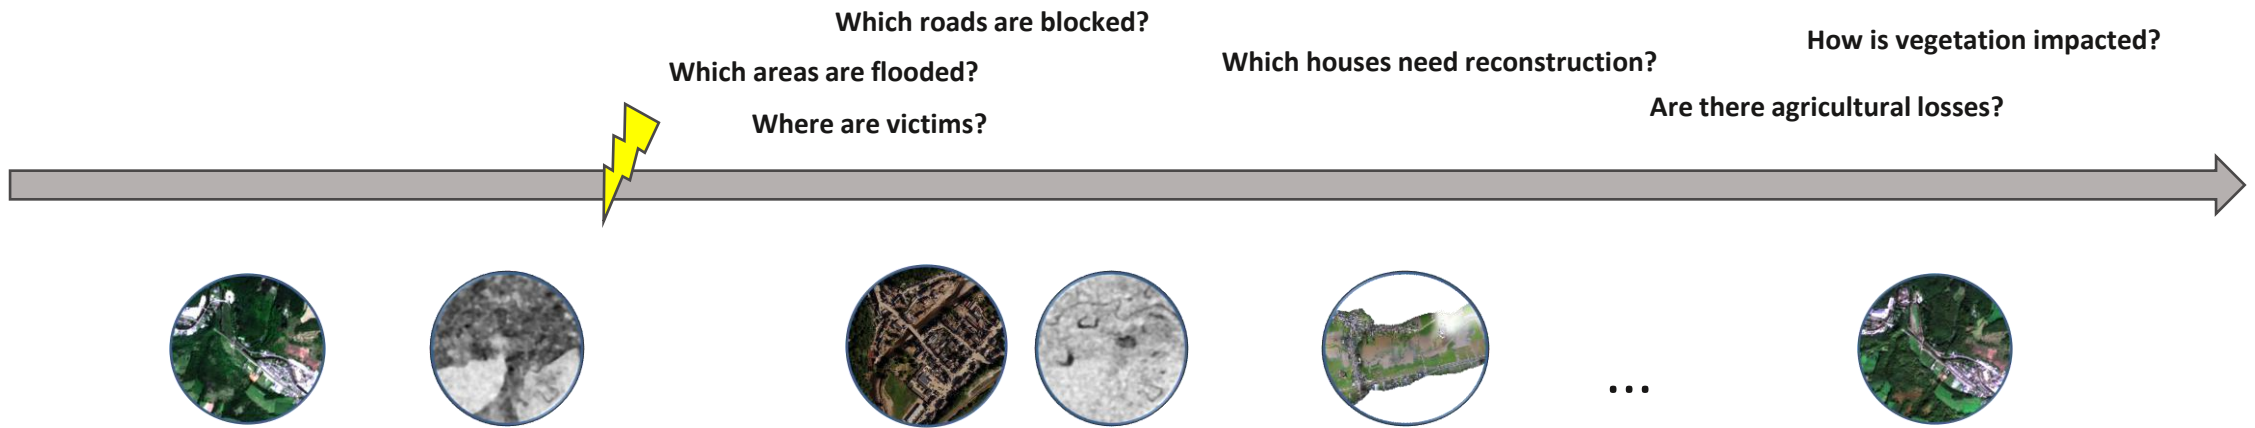 Which roads are blocked?
Which areas are flooded?
Where are victims?
Which houses need reconstruction?
How is vegetation impacted?
Are there agricultural losses?
...